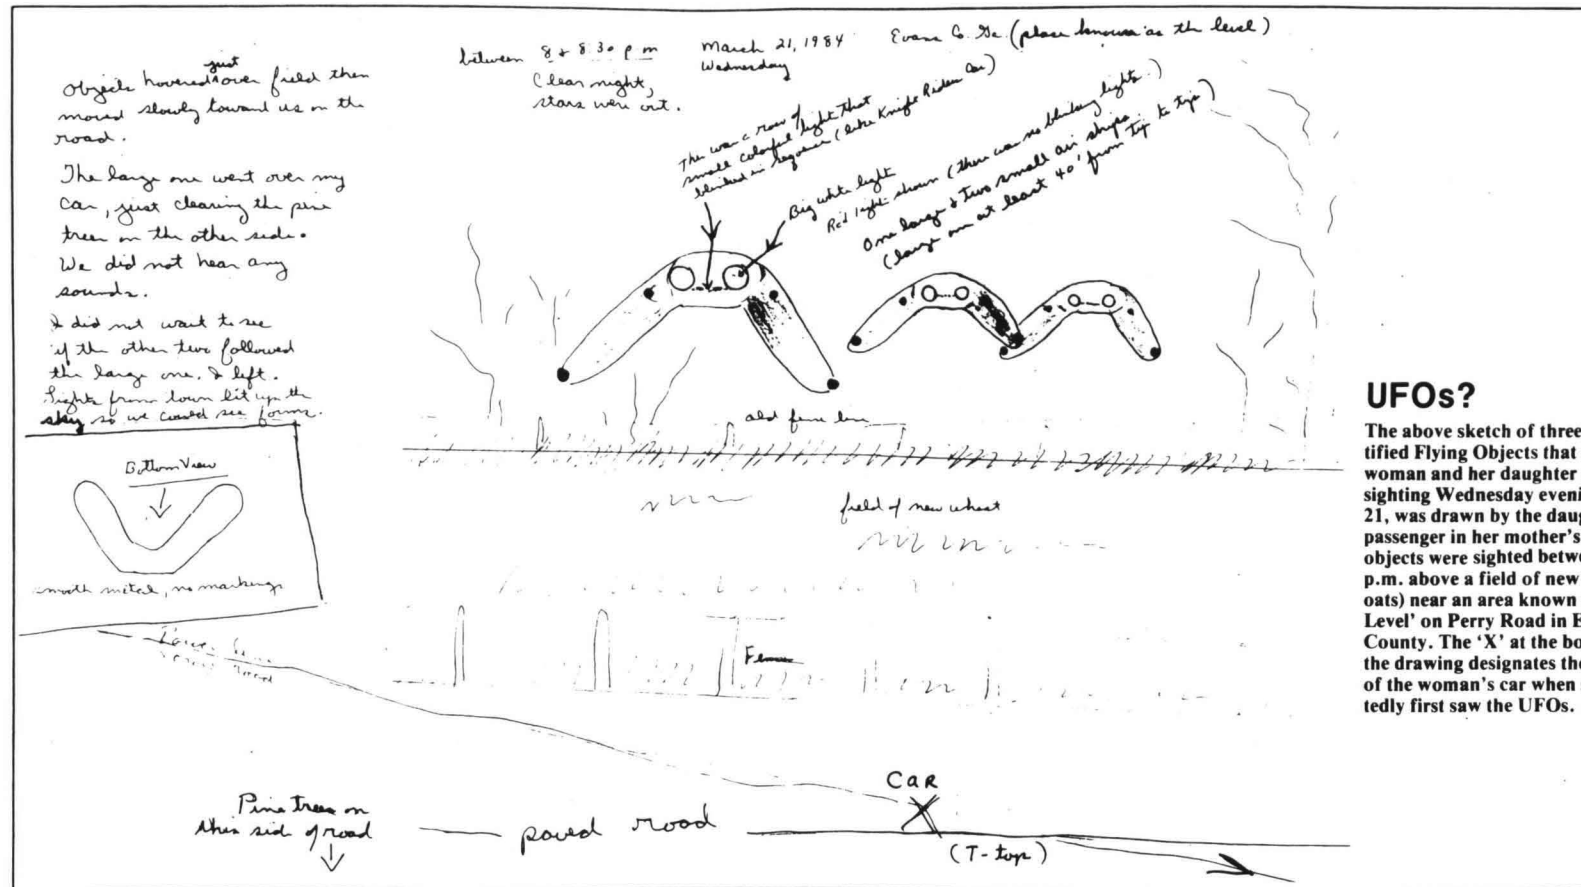 Objects hovered just over field then
moved slowly toward us on the
road.
The large one went over my
car, just clearing the pine
trees on the other side.
We did not hear any
sounds.
I did not want to see
if the other two followed
the large one. I left.
Lights from town lit up the
sky so we could see forms.
between 8 & 8:30 p.m
Clear night,
stars were out.
March 21, 1984
Wednesday
Evans Co. Ga. (place known as the level)
The was a row of
small colorful light that
blinked in sequence (like Knight Rider Car)
Big white light
Red light shown (there was no blinking lights.)
One large & two small air ships
(large one at least 40' from tip to tip)
old fence line
Bottom View
smooth metal, no markings
field of new wheat
Fence
Pine trees on
this side of road
paved road
CAR
(T-top)
UFOs?
The above sketch of three
tified Flying Objects that
woman and her daughter
sighting Wednesday eveni
21, was drawn by the daug
passenger in her mother's
objects were sighted betwe
p.m. above a field of new
oats) near an area known
Level' on Perry Road in E
County. The 'X' at the bo
the drawing designates the
of the woman's car when
tedly first saw the UFOs.